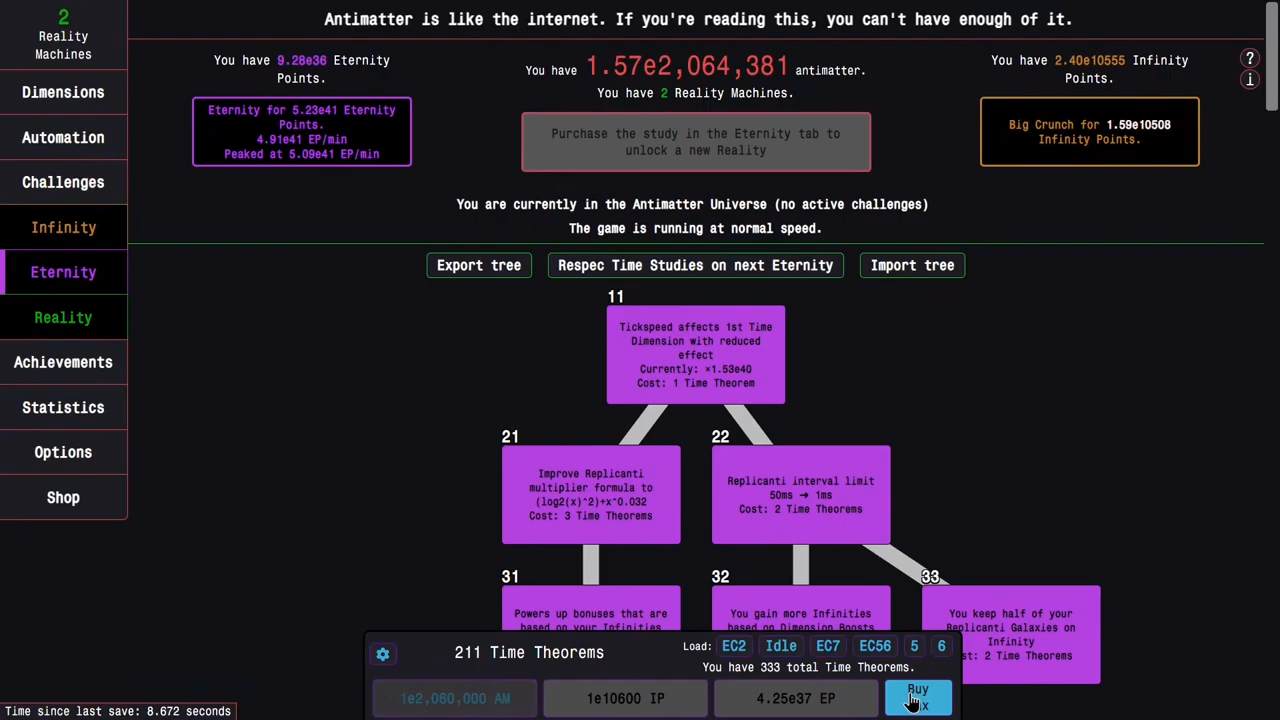 2
Reality
Machines
Dimensions
Automation
Challenges
Infinity
Eternity
Reality
Achievements
Statistics
Options
Shop
Antimatter is like the internet. If you're reading this, you can't have enough of it.
You have 9.28e36 Eternity
Points.
Eternity for 5.23e41 Eternity
Points.
4.91e41 EP/min
Peaked at 5.09e41 EP/min
You have 1.57e2,064,381 antimatter.
You have 2 Reality Machines.
Purchase the study in the Eternity tab to
unlock a new Reality
You have 2.40e10555 Infinity
Points.
Big Crunch for 1.59e10508
Infinity Points.
?
i
You are currently in the Antimatter Universe (no active challenges)
The game is running at normal speed.
Export tree
Respec Time Studies on next Eternity
Import tree
11
Tickspeed affects 1st Time
Dimension with reduced
effect
Currently: ×1.53e40
Cost: 1 Time Theorem
21
Improve Replicanti
multiplier formula to
(log2(x)^2)+x^0.032
Cost: 3 Time Theorems
22
Replicanti interval limit
50ms ➜ 1ms
Cost: 2 Time Theorems
31
Powers up bonuses that are
based on your Infinities
32
You gain more Infinities
based on Dimension Boosts
33
You keep half of your
Replicanti Galaxies on
Infinity
st: 2 Time Theorems
211 Time Theorems
Load: EC2 Idle EC7 EC56 5 6
You have 333 total Time Theorems.
1e2,060,000 AM
1e10600 IP
4.25e37 EP
Buy
Time since last save: 8.672 seconds